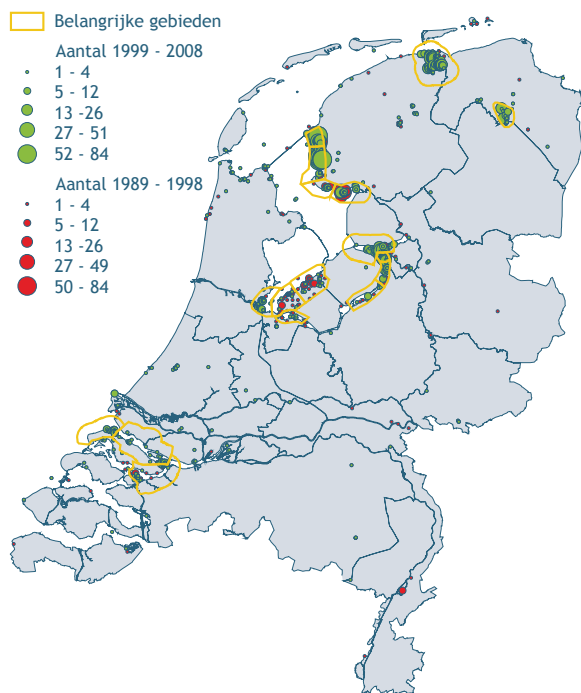 Belangrijke gebieden
Aantal 1999 - 2008
1 - 4
5 - 12
13 -26
27 - 51
52 - 84
Aantal 1989 - 1998
1 - 4
5 - 12
13 -26
27 - 49
50 - 84